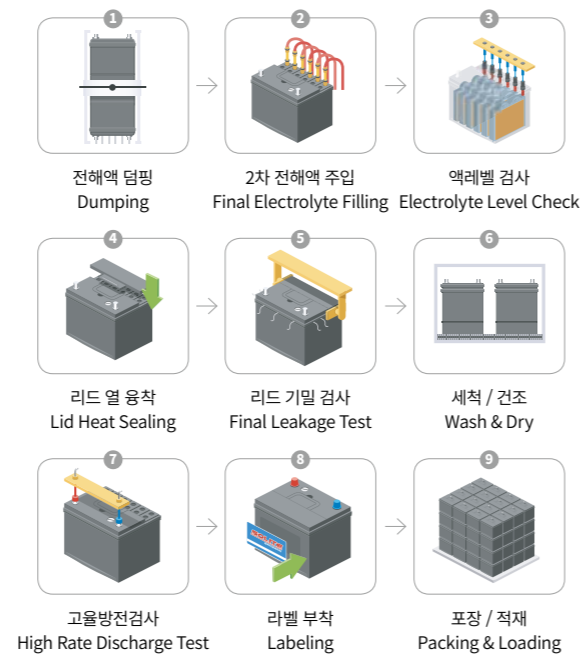 1
2
3
전해액 덤핑
Dumping
2차 전해액 주입
Final Electrolyte Filling
액레벨 검사
Electrolyte Level Check
4
5
6
리드 열 융착
Lid Heat Sealing
리드 기밀 검사
Final Leakage Test
세척 / 건조
Wash & Dry
7
8
9
고율방전검사
High Rate Discharge Test
라벨 부착
Labeling
포장 / 적재
Packing & Loading